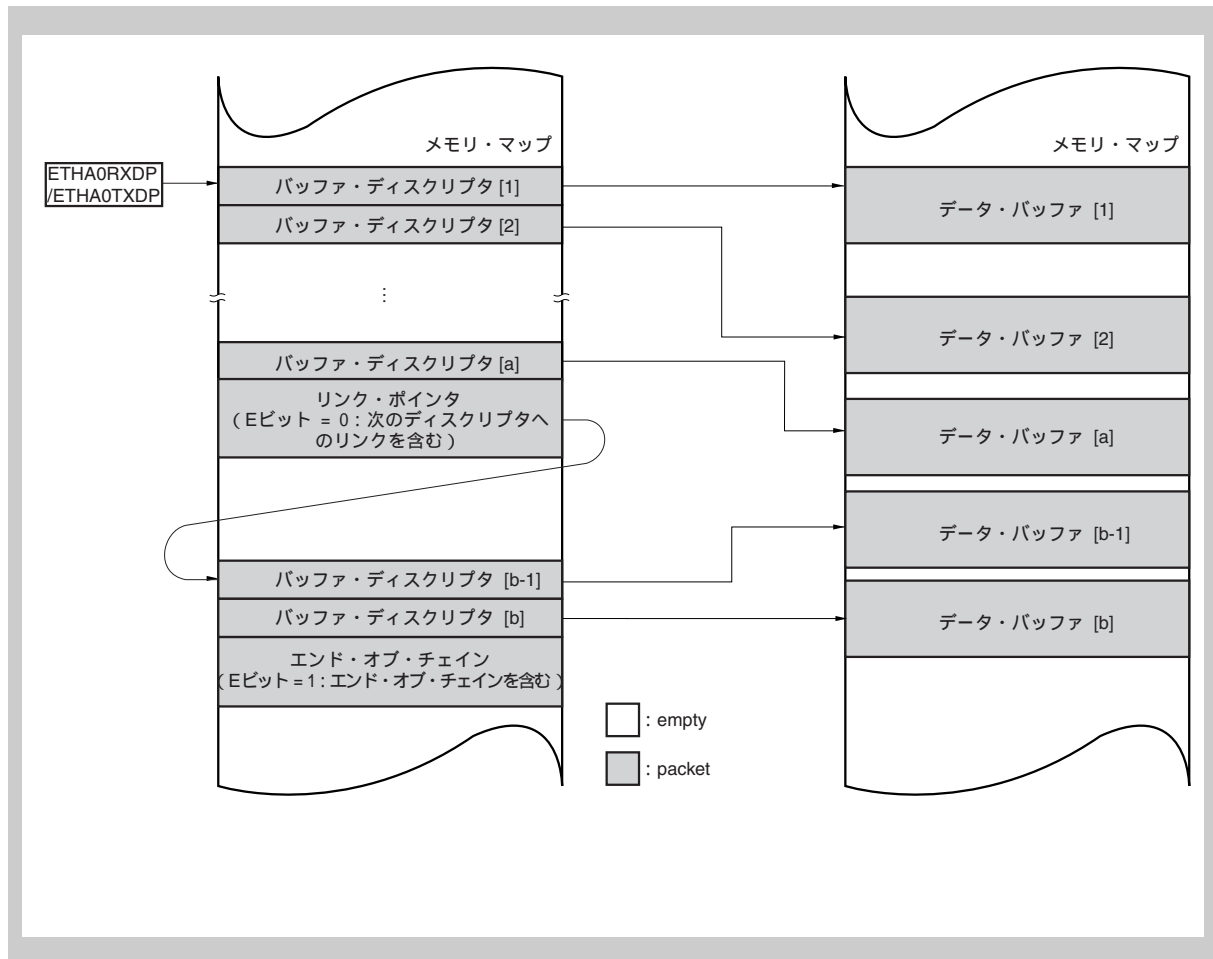 メモリ・マップ
メモリ・マップ
ETHA0RXDP
/ETHA0TXDP
バッファ・ディスクリプタ [1]
データ・バッファ [1]
バッファ・ディスクリプタ [2]
⋮
データ・バッファ [2]
バッファ・ディスクリプタ [a]
リンク・ポインタ
( Eビット = 0 : 次のディスクリプタへ
のリンクを含む )
データ・バッファ [a]
データ・バッファ [b-1]
バッファ・ディスクリプタ [b-1]
バッファ・ディスクリプタ [b]
データ・バッファ [b]
エンド・オブ・チェイン
( Eビット = 1 : エンド・オブ・チェインを含む )
: empty
: packet